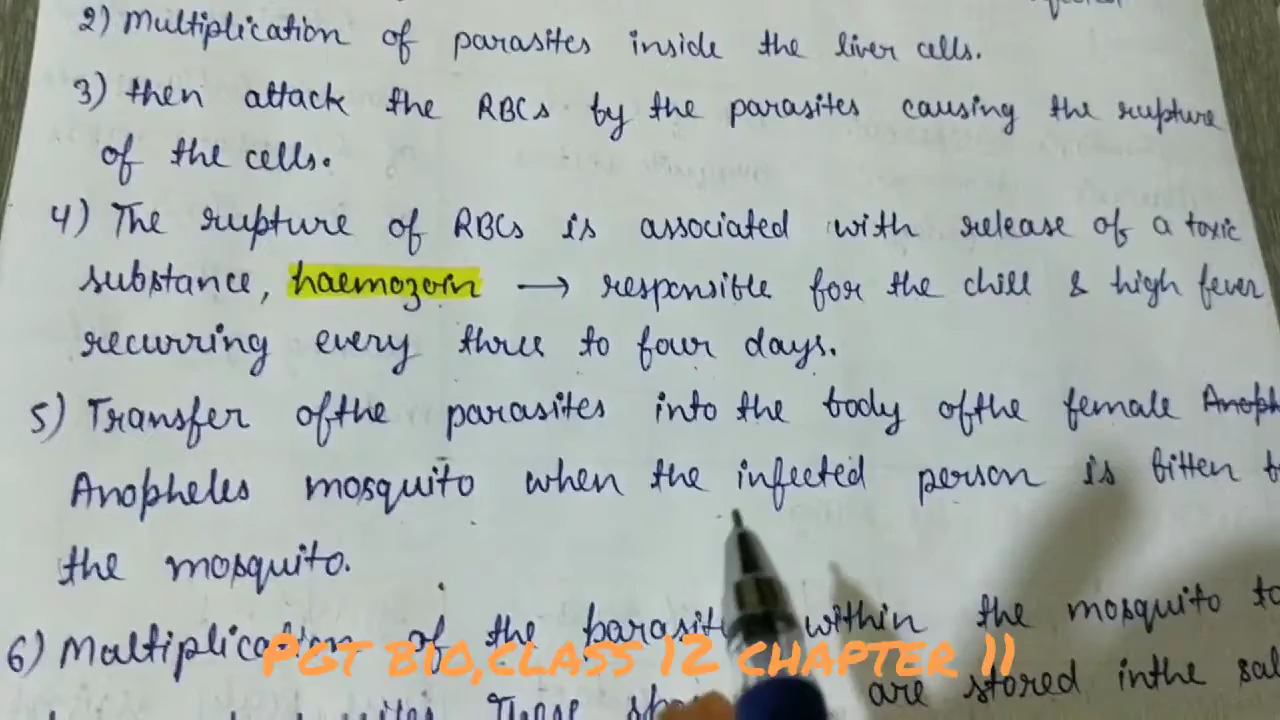 2) Multiplication of parasites inside the liver cells.
3) then attack the RBCs by the parasites causing the rupture
of the cells.
4) The rupture of RBCs is associated with release of a toxic
substance, haemozoin → responsible for the chill & high fever
recurring every three to four days.
5) Transfer of the parasites into the body of the female Anoph
Anopheles mosquito when the infected person is bitten
the mosquito.
6) Multiplication of the parasit within the mosquito to
PGT BIO,CLASS 12 CHAPTER 11
These are stored in the